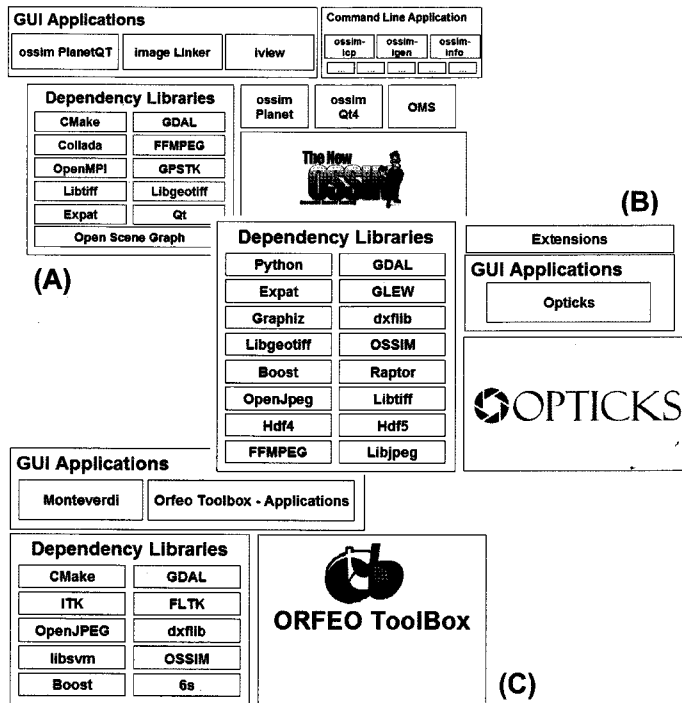 GUI Applications
ossim PlanetQT
image Linker
iview
Command Line Application
ossim-
icp
ossim-
igen
ossim-
info
...
...
...
...
...
Dependency Libraries
CMake
GDAL
Collada
FFMPEG
OpenMPI
GPSTK
Libtiff
Libgeotiff
Expat
Qt
Open Scene Graph
ossim
Planet
ossim
Qt4
OMS
The New
OSSIM
(A)
(B)
Dependency Libraries
Python
GDAL
Expat
GLEW
Graphiz
dxflib
Libgeotiff
OSSIM
Boost
Raptor
OpenJpeg
Libtiff
Hdf4
Hdf5
FFMPEG
Libjpeg
Extensions
GUI Applications
Opticks
OPTICKS
GUI Applications
Monteverdi
Orfeo Toolbox - Applications
Dependency Libraries
CMake
GDAL
ITK
FLTK
OpenJPEG
dxflib
libsvm
OSSIM
Boost
6s
ORFEO ToolBox
(C)